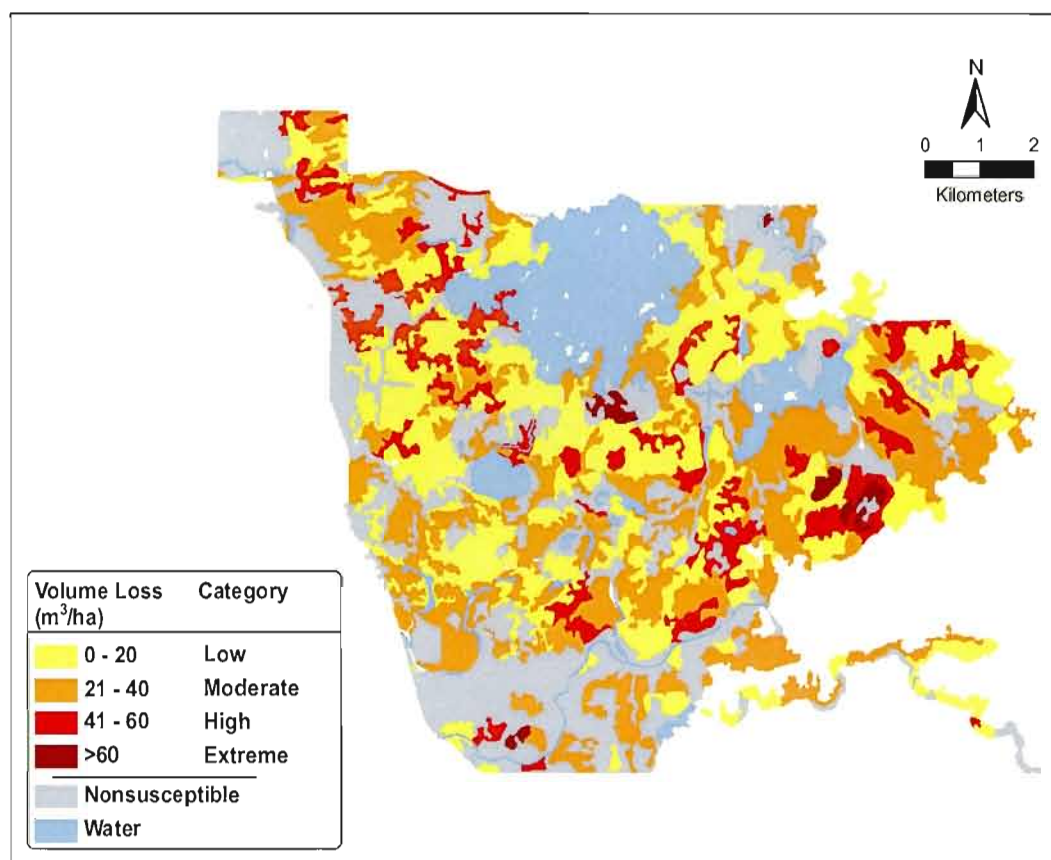 N
0 1 2
Kilometers
Volume Loss Category
(m³/ha)
0 - 20 Low
21 - 40 Moderate
41 - 60 High
>60 Extreme
Nonsusceptible
Water